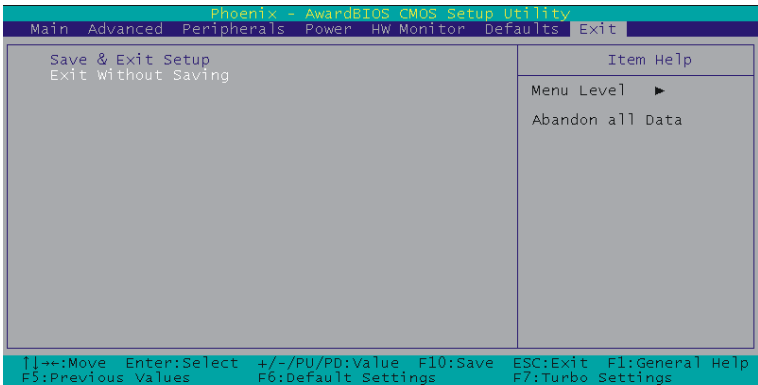 Phoenix - AwardBIOS CMOS Setup Utility
Main Advanced Peripherals Power HW Monitor Defaults Exit
Save & Exit Setup
Exit Without Saving
Item Help
Menu Level ►
Abandon all Data
↑↓→←:Move Enter:Select +/-/PU/PD:Value F10:Save ESC:Exit F1:General Help
F5:Previous Values F6:Default Settings F7:Turbo Settings